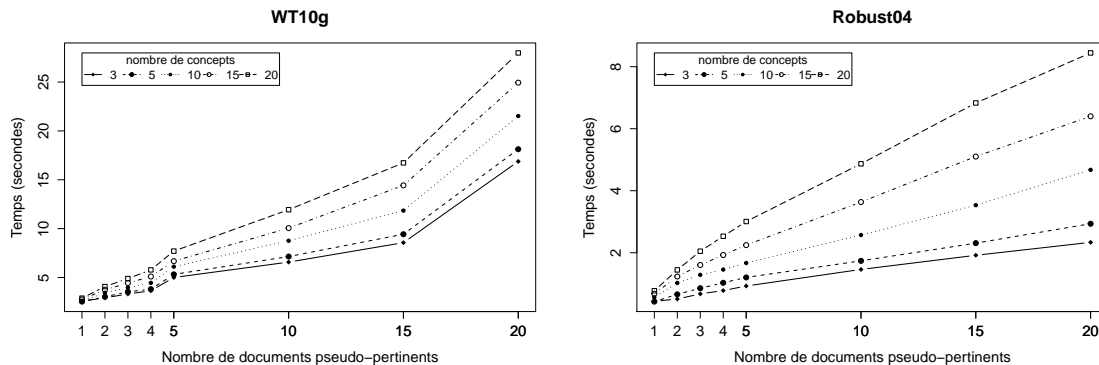 WT10g
nombre de concepts
3 5 10 15 20
Temps (secondes)
25
20
15
10
5
1 2 3 4 5 10 15 20
Nombre de documents pseudo−pertinents
Robust04
nombre de concepts
3 5 10 15 20
Temps (secondes)
8
6
4
2
1 2 3 4 5 10 15 20
Nombre de documents pseudo−pertinents